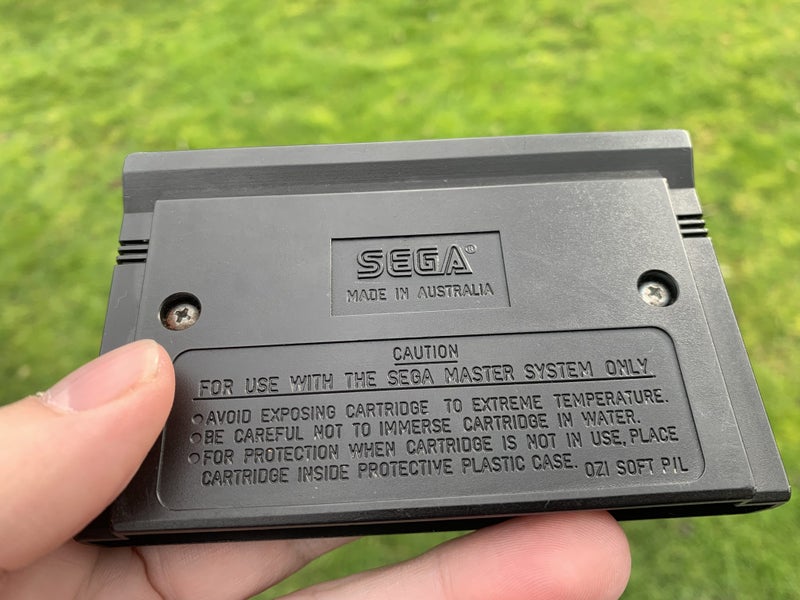 SEGA®
MADE IN AUSTRALIA
CAUTION
FOR USE WITH THE SEGA MASTER SYSTEM ONLY.
○AVOID EXPOSING CARTRIDGE TO EXTREME TEMPERATURE.
○BE CAREFUL NOT TO IMMERSE CARTRIDGE IN WATER.
○FOR PROTECTION WHEN CARTRIDGE IS NOT IN USE, PLACE
CARTRIDGE INSIDE PROTECTIVE PLASTIC CASE. OZI SOFT P/L